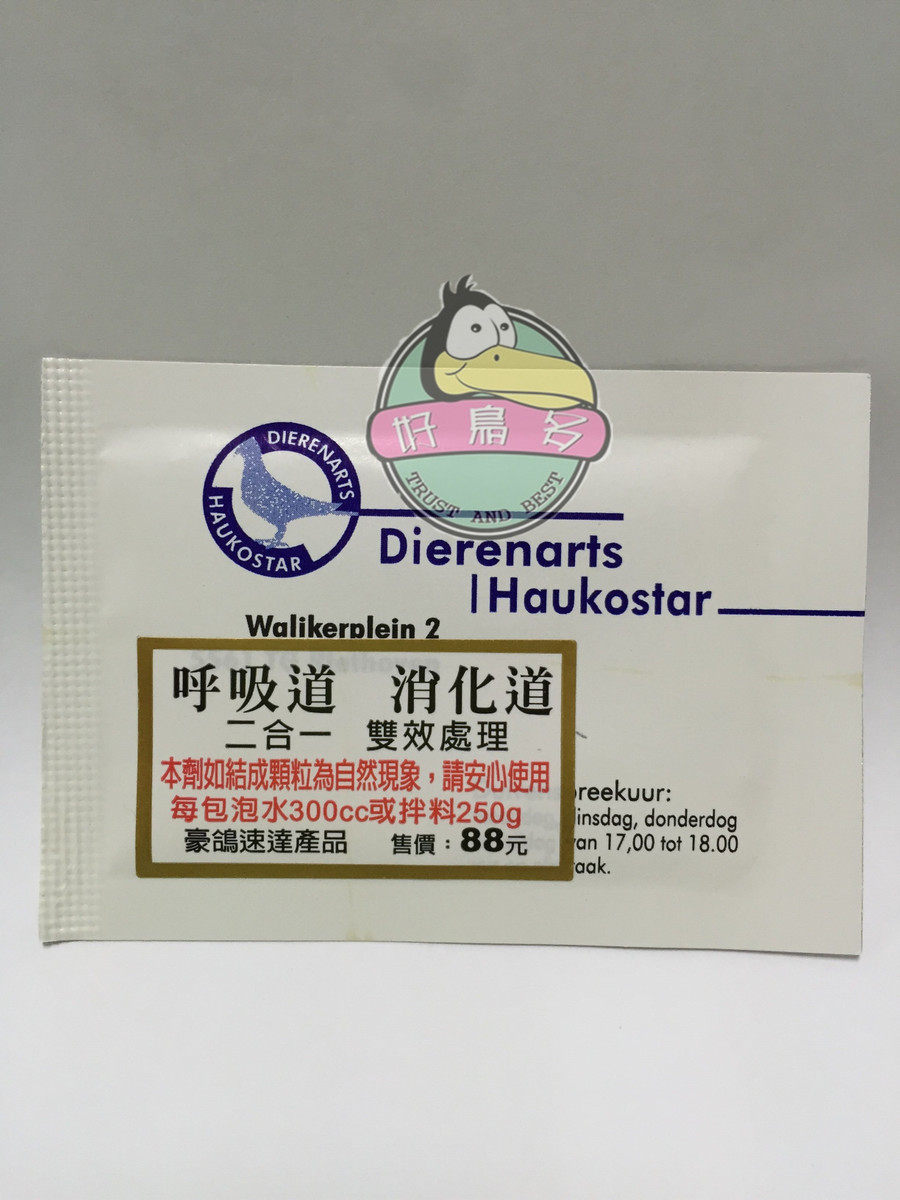 好鳥名
TRUST AND BEST
DIERENARTS
HAUKOSTAR
Dierenarts
Haukostar
Walikerplein 2
呼吸道 消化道
二合一 雙效處理
本劑如結成顆粒為自然現象，請安心使用
每包泡水300cc或拌料250g
豪鴿速達產品 售價：88元
reekuur:
insdag, donderdog
van 17,00 tot 18.00
aak.